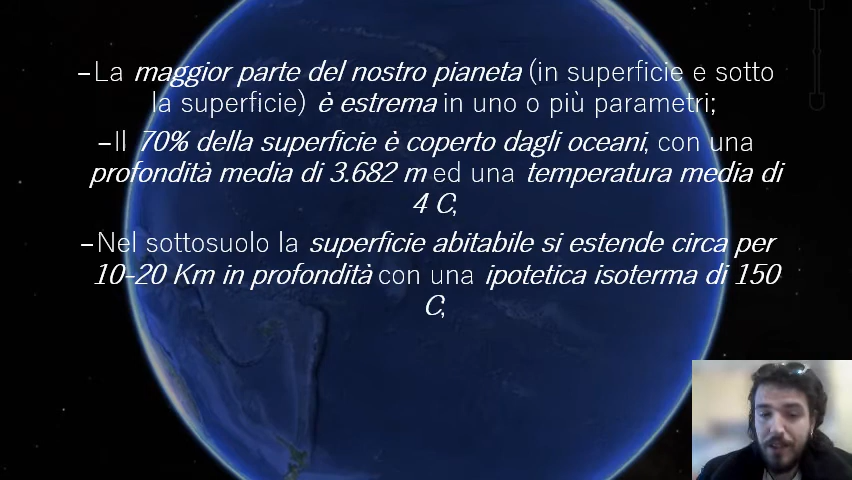 –La maggior parte del nostro pianeta (in superficie e sotto
la superficie) è estrema in uno o più parametri;
–Il 70% della superficie è coperto dagli oceani, con una
profondità media di 3.682 m ed una temperatura media di
4 C;
–Nel sottosuolo la superficie abitabile si estende circa per
10-20 Km in profondità con una ipotetica isoterma di 150
C;